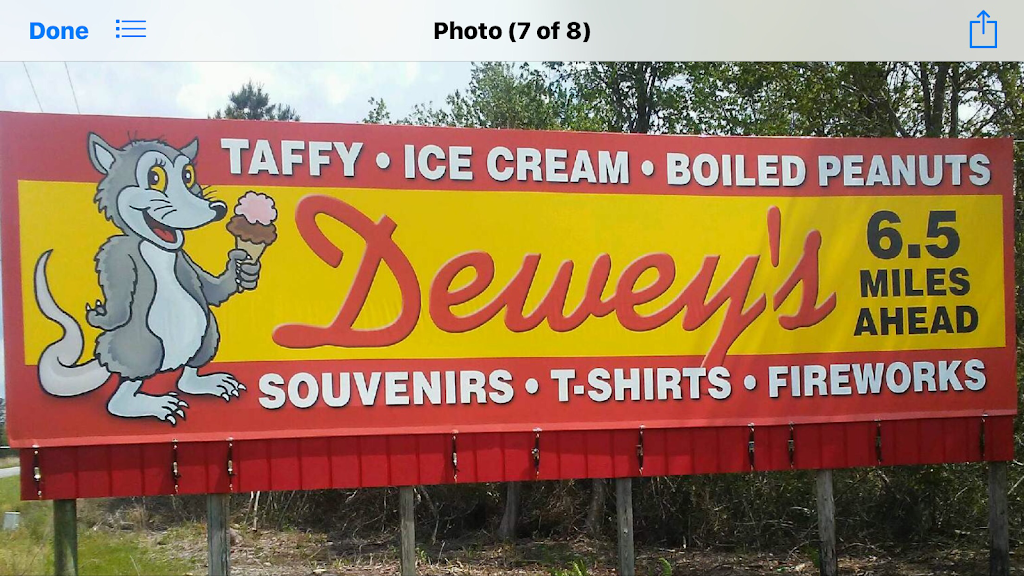 Done
Photo (7 of 8)
TAFFY • ICE CREAM • BOILED PEANUTS
Dewey's
6.5
MILES
AHEAD
SOUVENIRS • T-SHIRTS • FIREWORKS